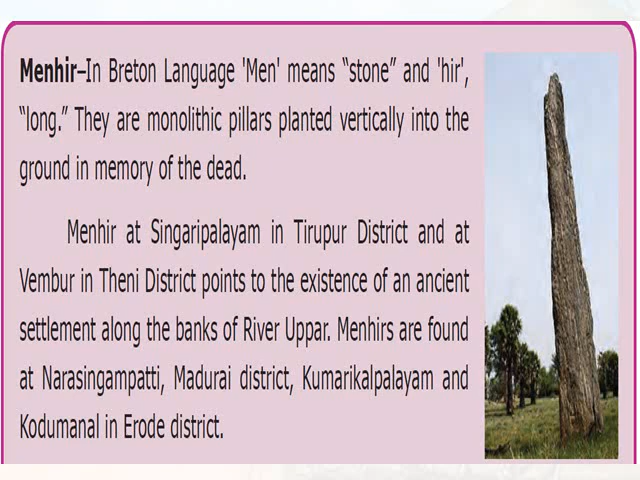 Menhir–In Breton Language 'Men' means “stone” and 'hir',
“long.” They are monolithic pillars planted vertically into the
ground in memory of the dead.
Menhir at Singaripalayam in Tirupur District and at
Vembur in Theni District points to the existence of an ancient
settlement along the banks of River Uppar. Menhirs are found
at Narasingampatti, Madurai district, Kumarikalpalayam and
Kodumanal in Erode district.